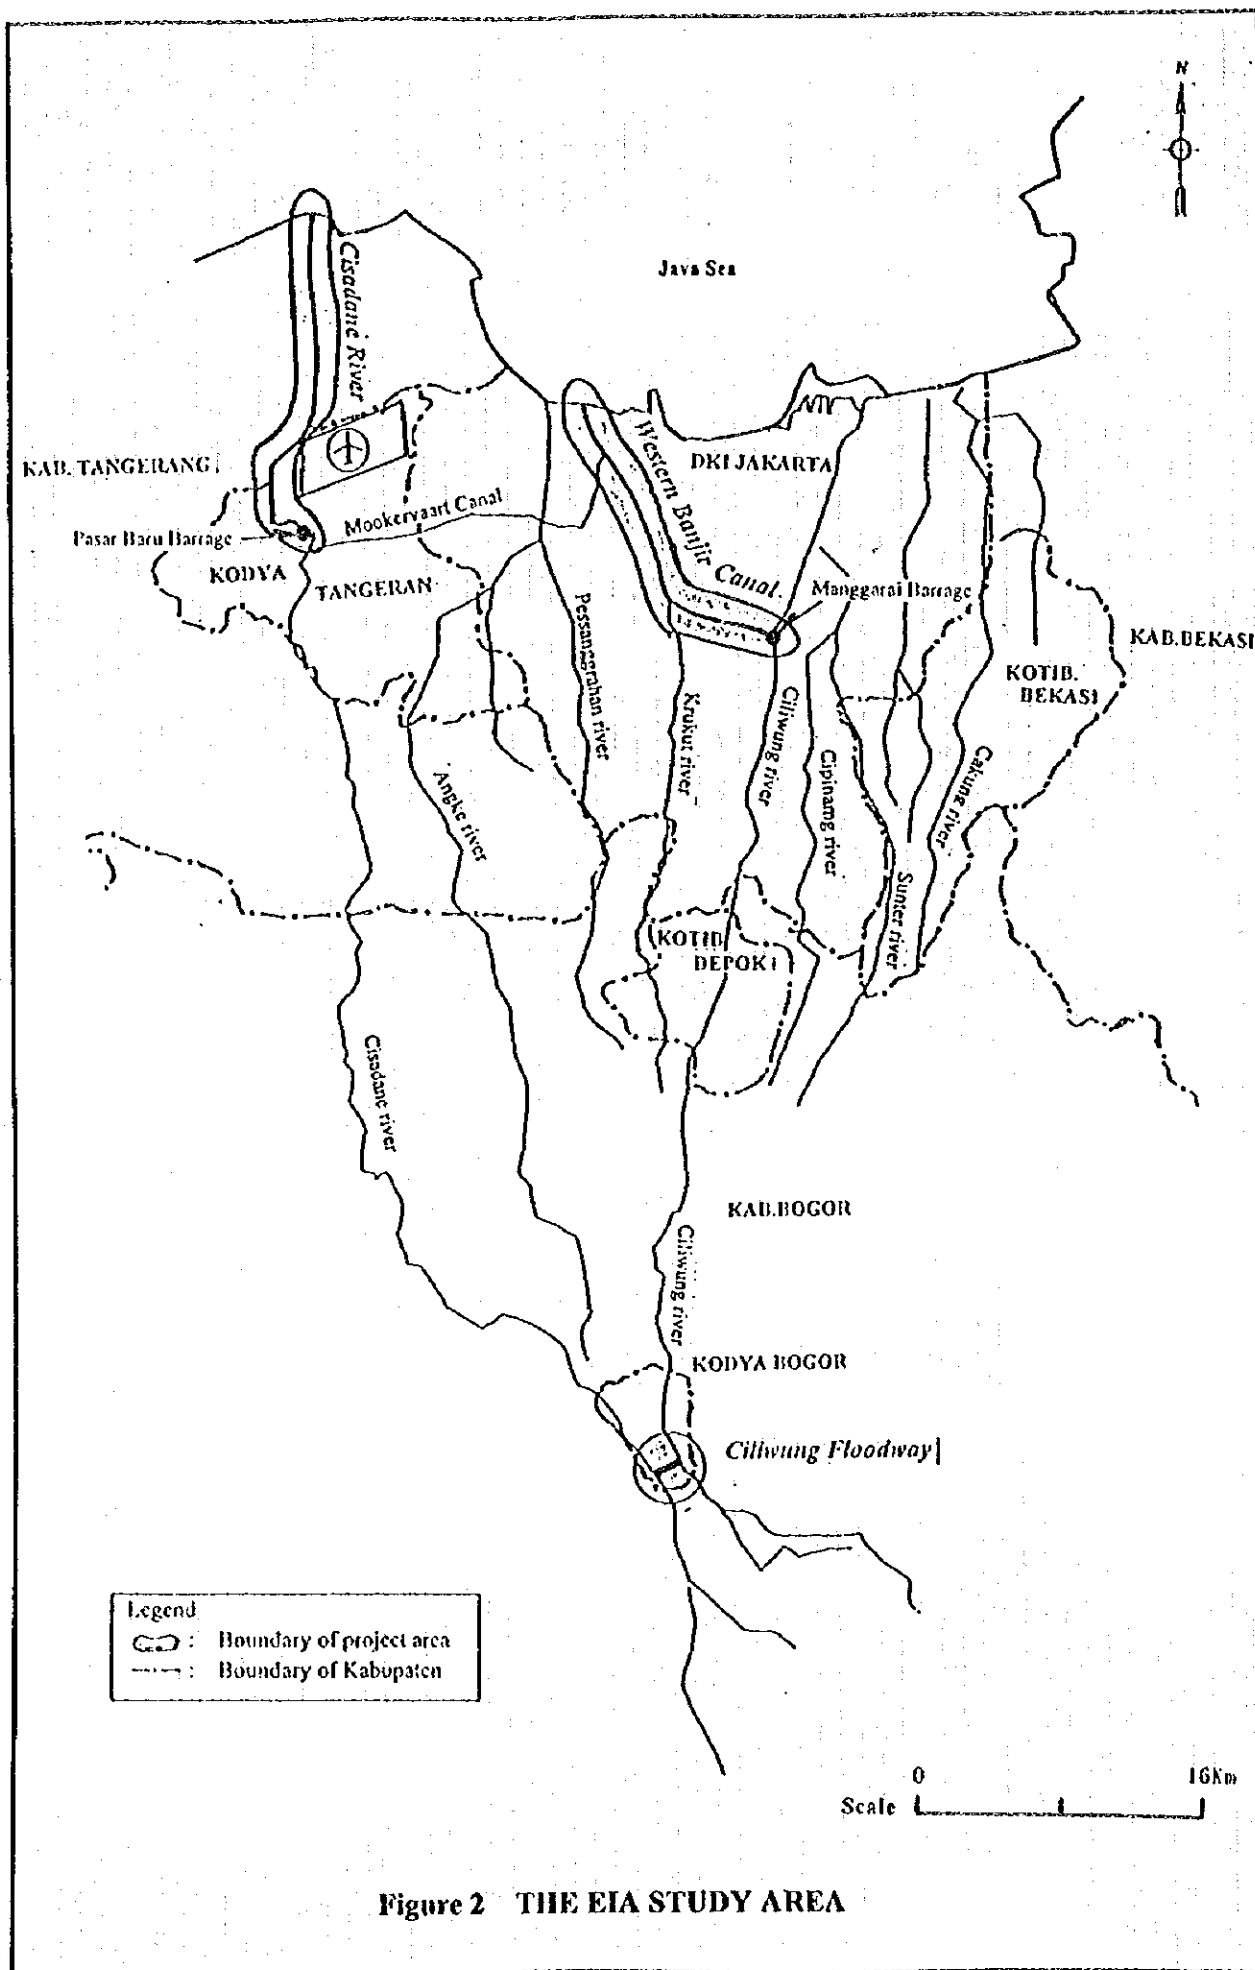 N
Java Sea
Cisadane River
KAB. TANGERANG
Western Banjir Canal
DKI JAKARTA
Mookervaart Canal
Pasar Baru Barrage
KODYA
TANGERAN
Manggarai Barrage
KAB.BEKASI
KOTIB.
BEKASI
Pessanggrahan river
Krukut river
Ciliwung river
Cipinamg river
Cakung river
Angke river
Sunter river
KOTIB
DEPOK
Cisadane river
KAB.BOGOR
Ciliwung river
KODYA BOGOR
Ciliwung Floodway
Legend
: Boundary of project area
: Boundary of Kabupaten
0 16Km
Scale
Figure 2 THE EIA STUDY AREA